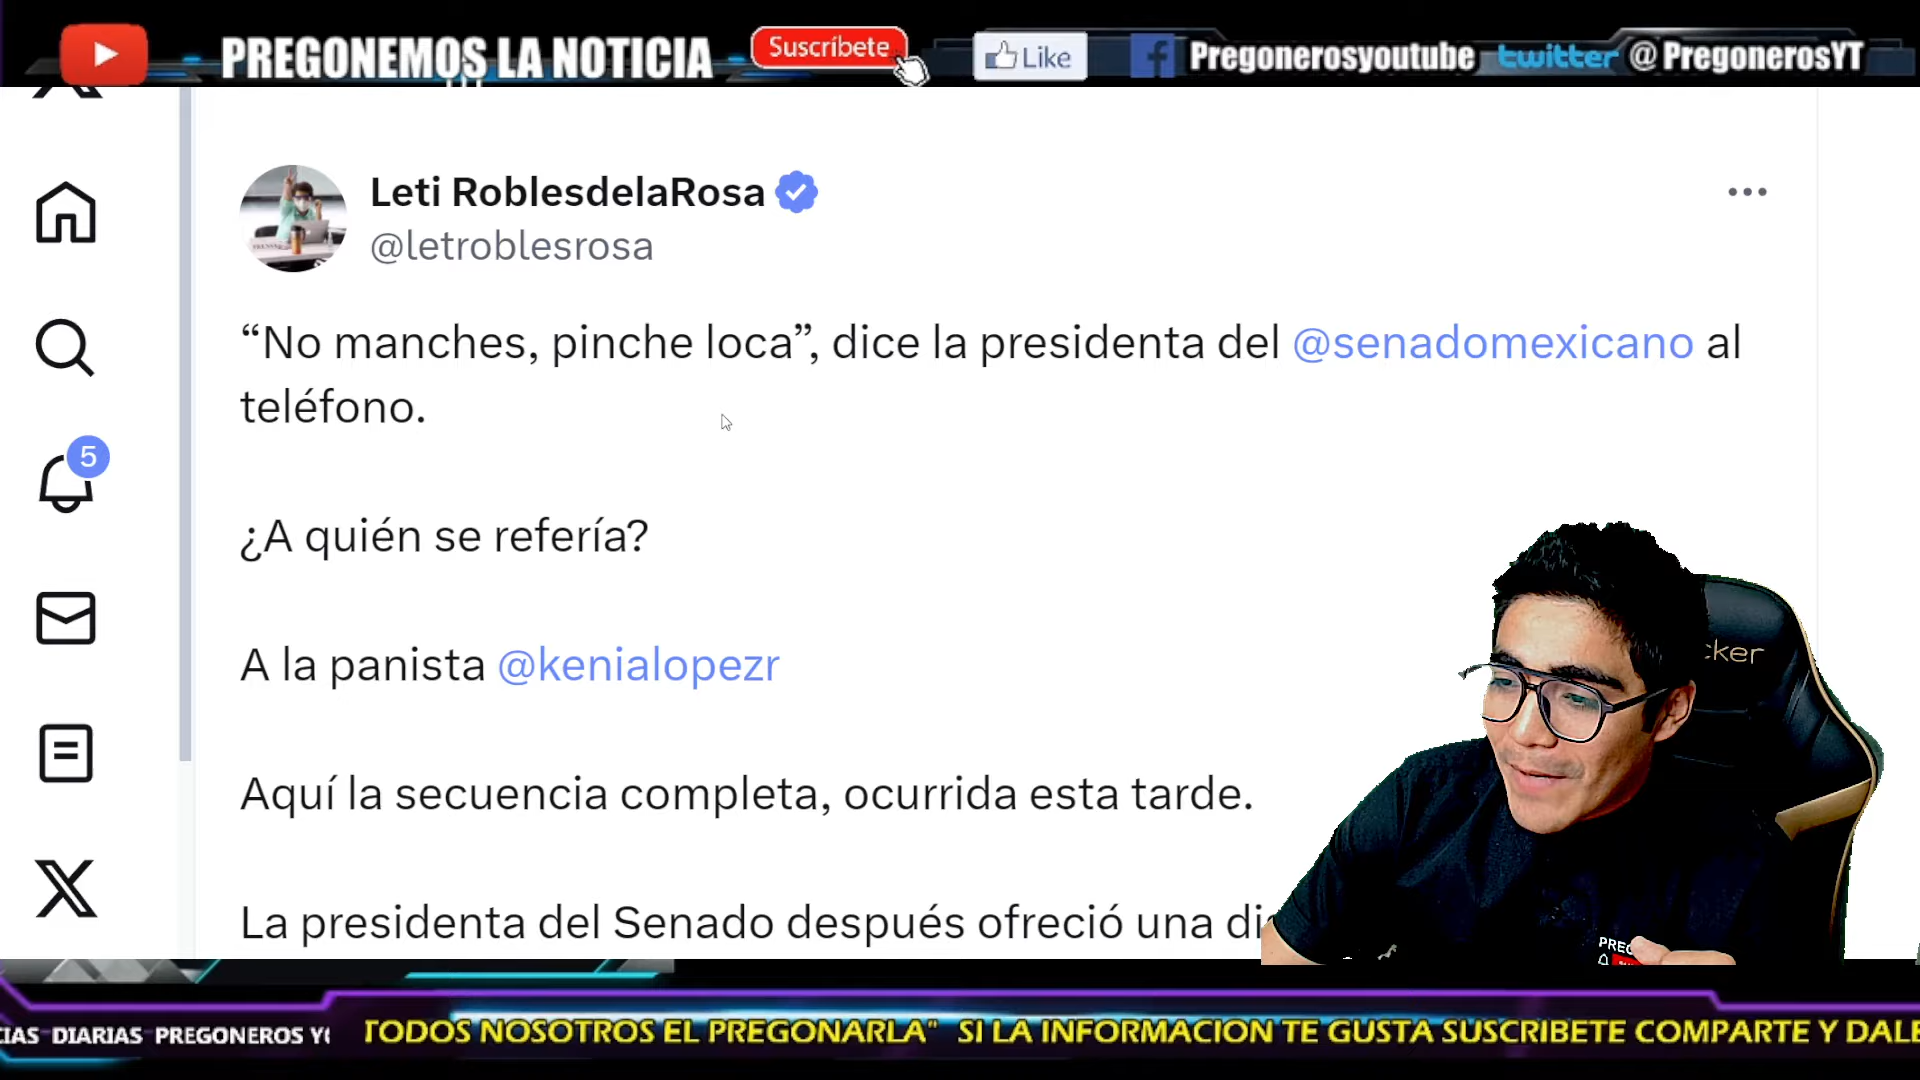 PREGONEMOS LA NOTICIA
Suscríbete
Like
Pregonerosyoutube
twitter @PregonerosYT
Leti RoblesdelaRosa
@letroblesrosa
“No manches, pinche loca”, dice la presidenta del @senadomexicano al
teléfono.
5
¿A quién se refería?
A la panista @kenialopezr
Aquí la secuencia completa, ocurrida esta tarde.
La presidenta del Senado después ofreció una
DIARIAS PREGONEROS
TODOS NOSOTROS EL PREGONARLA" SI LA INFORMACION TE GUSTA SUSCRIBETE COMPARTE Y DALE